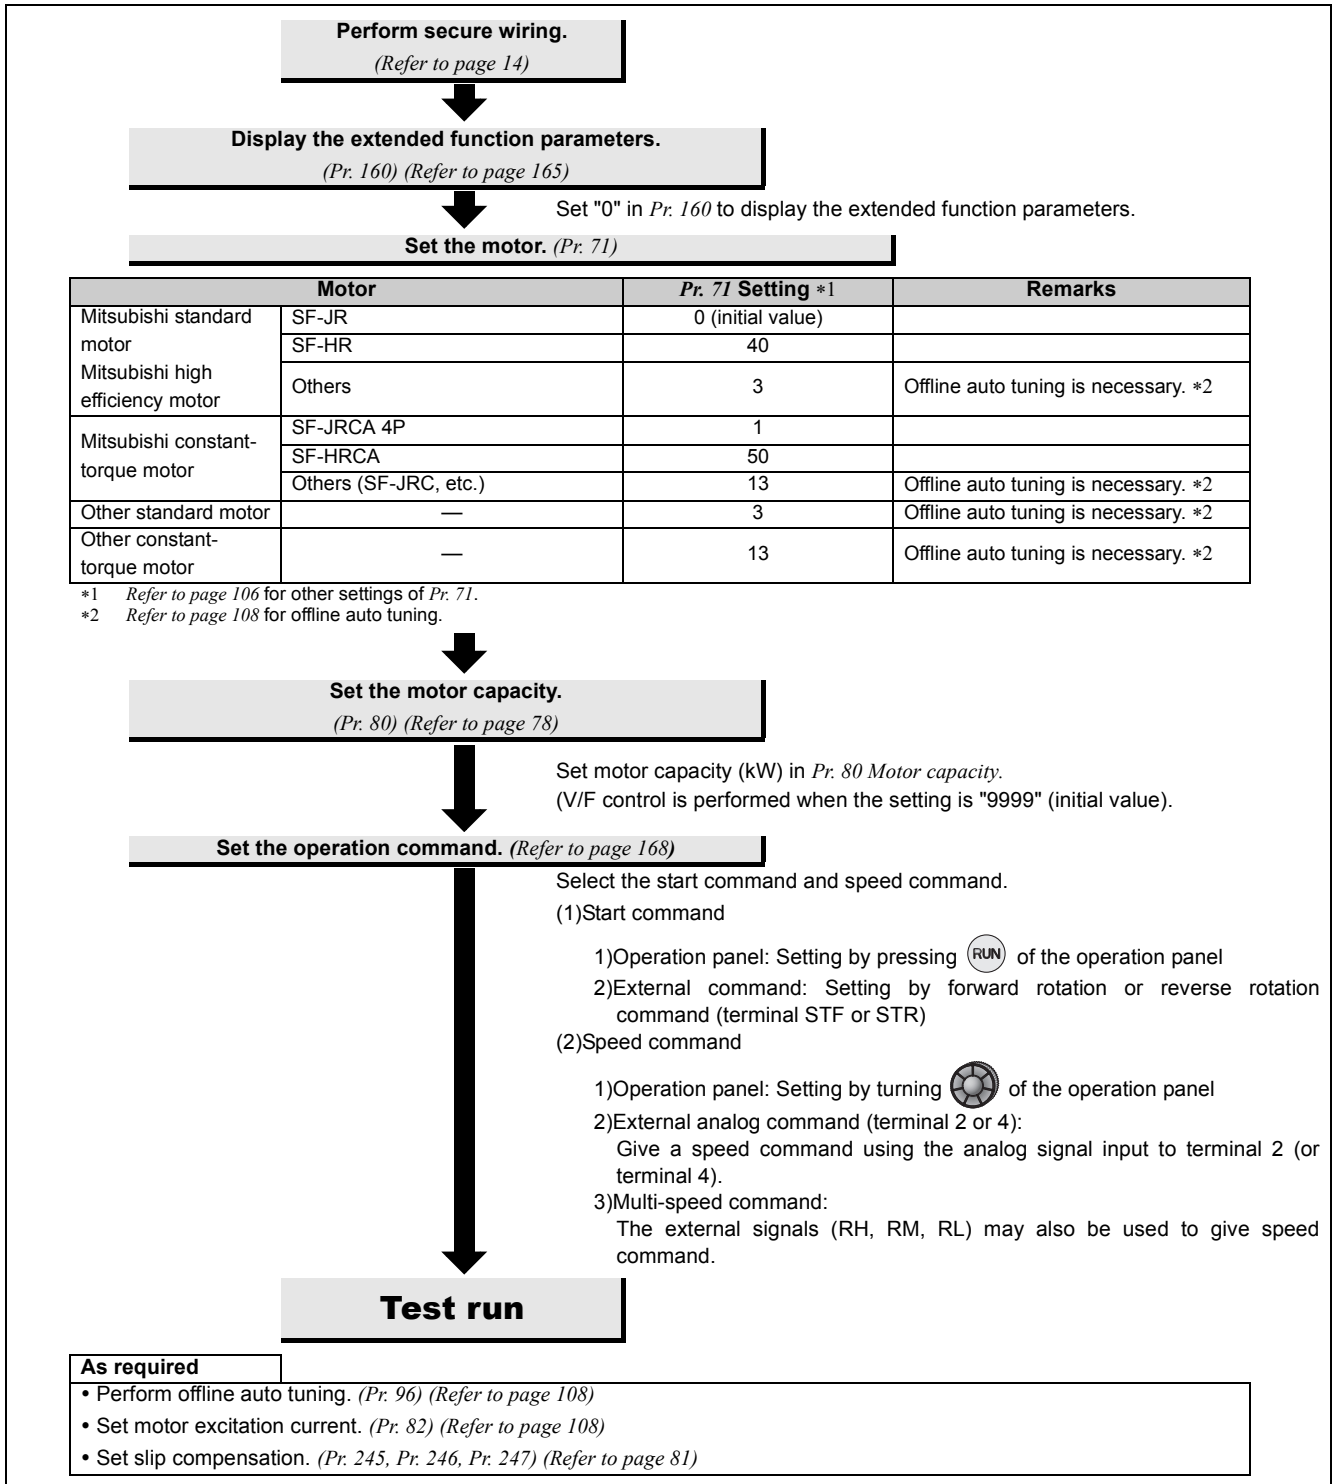 Perform secure wiring.
(Refer to page 14)
Display the extended function parameters.
(Pr. 160) (Refer to page 165)
Set "0" in Pr. 160 to display the extended function parameters.
Set the motor. (Pr. 71)
Motor Pr. 71 Setting *1 Remarks
Mitsubishi standard
motor
Mitsubishi high
efficiency motor
SF-JR 0 (initial value)
SF-HR 40
Others 3 Offline auto tuning is necessary. *2
Mitsubishi constant-
torque motor
SF-JRCA 4P 1
SF-HRCA 50
Others (SF-JRC, etc.) 13 Offline auto tuning is necessary. *2
Other standard motor — 3 Offline auto tuning is necessary. *2
Other constant-
torque motor
— 13 Offline auto tuning is necessary. *2
*1 Refer to page 106 for other settings of Pr. 71.
*2 Refer to page 108 for offline auto tuning.
Set the motor capacity.
(Pr. 80) (Refer to page 78)
Set motor capacity (kW) in Pr. 80 Motor capacity.
(V/F control is performed when the setting is "9999" (initial value).
Set the operation command. (Refer to page 168)
Select the start command and speed command.
(1)Start command
1)Operation panel: Setting by pressing RUN of the operation panel
2)External command: Setting by forward rotation or reverse rotation
command (terminal STF or STR)
(2)Speed command
1)Operation panel: Setting by turning of the operation panel
2)External analog command (terminal 2 or 4):
Give a speed command using the analog signal input to terminal 2 (or
terminal 4).
3)Multi-speed command:
The external signals (RH, RM, RL) may also be used to give speed
command.
Test run
As required
• Perform offline auto tuning. (Pr. 96) (Refer to page 108)
• Set motor excitation current. (Pr. 82) (Refer to page 108)
• Set slip compensation. (Pr. 245, Pr. 246, Pr. 247) (Refer to page 81)